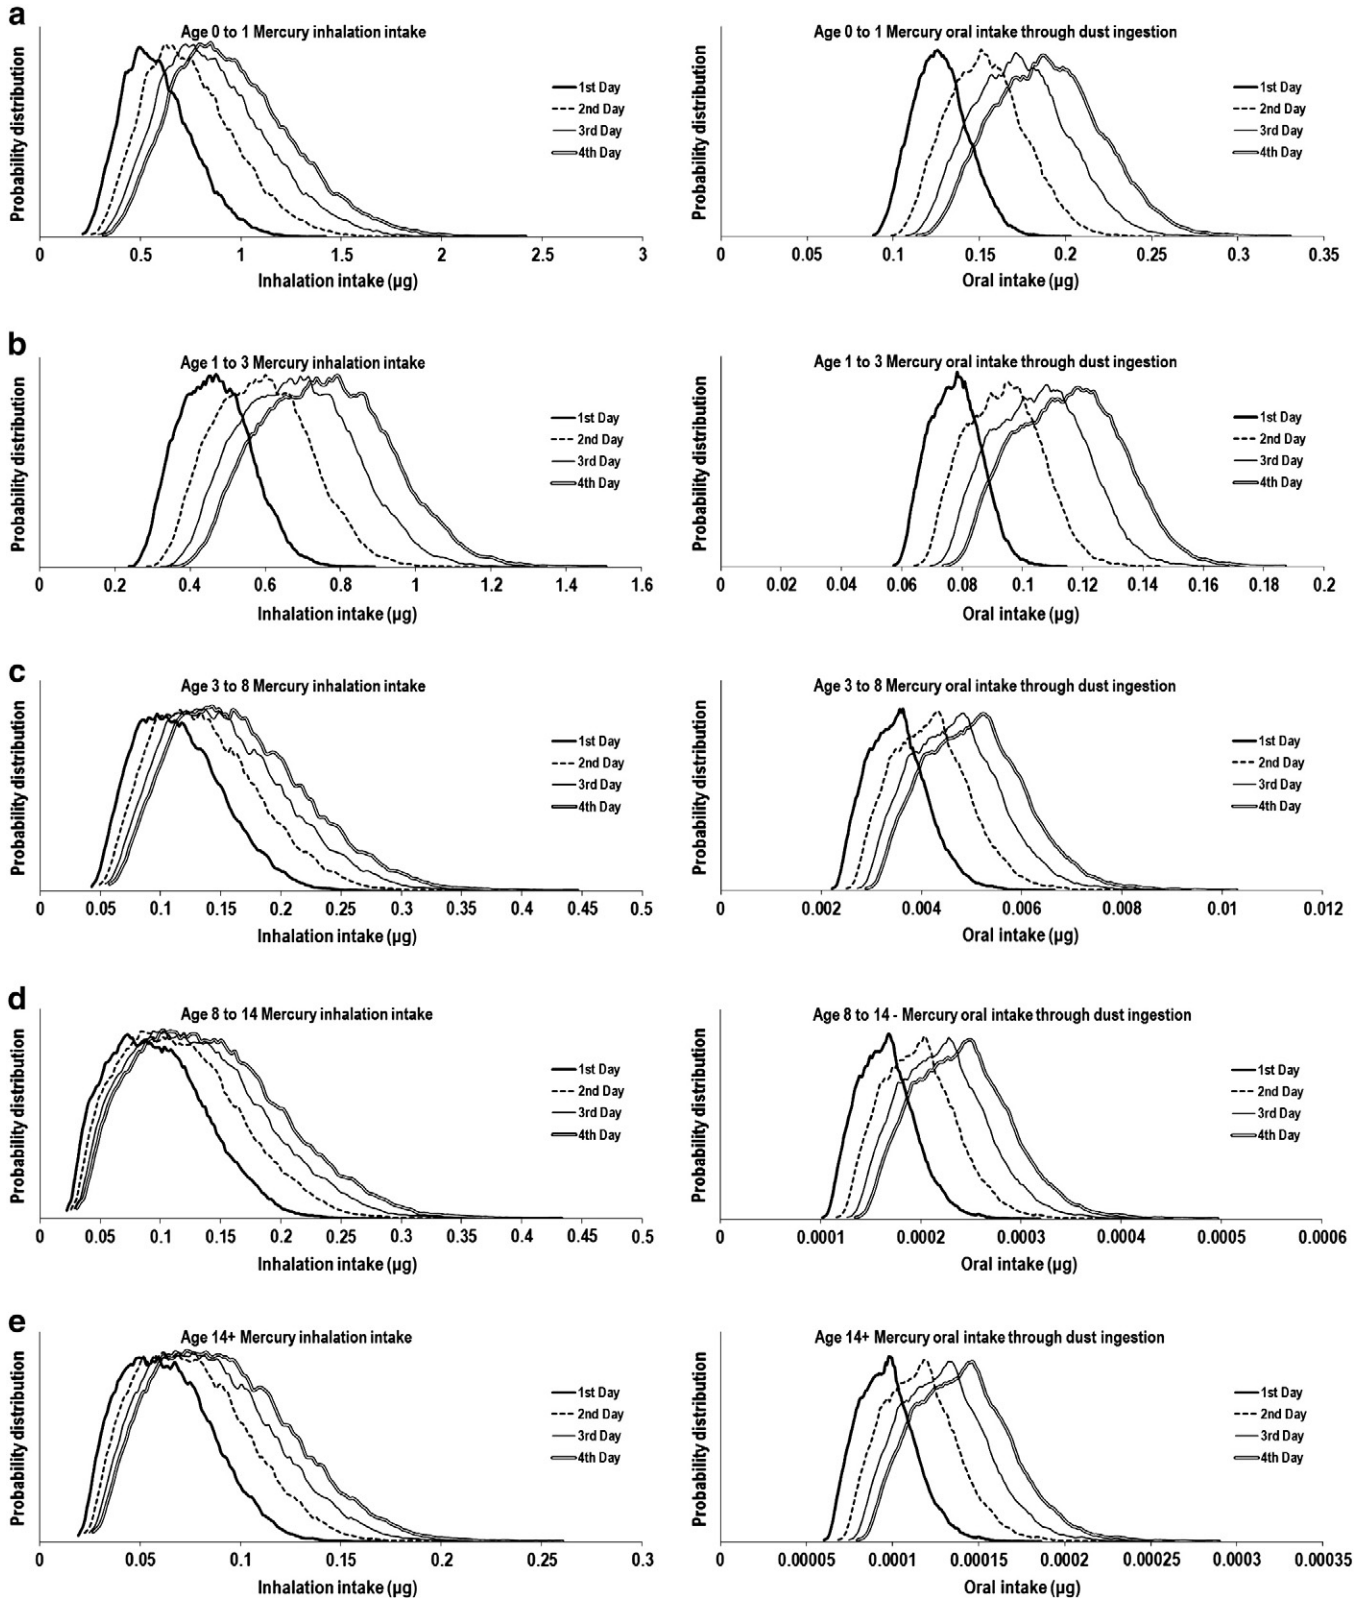 a
Age 0 to 1 Mercury inhalation intake
Probability distribution
1st Day
2nd Day
3rd Day
4th Day
0 0.5 1 1.5 2 2.5 3
Inhalation intake (µg)
Age 0 to 1 Mercury oral intake through dust ingestion
Probability distribution
1st Day
2nd Day
3rd Day
4th Day
0 0.05 0.1 0.15 0.2 0.25 0.3 0.35
Oral intake (µg)
b
Age 1 to 3 Mercury inhalation intake
Probability distribution
1st Day
2nd Day
3rd Day
4th Day
0 0.2 0.4 0.6 0.8 1 1.2 1.4 1.6
Inhalation intake (µg)
Age 1 to 3 Mercury oral intake through dust ingestion
Probability distribution
1st Day
2nd Day
3rd Day
4th Day
0 0.02 0.04 0.06 0.08 0.1 0.12 0.14 0.16 0.18 0.2
Oral intake (µg)
c
Age 3 to 8 Mercury inhalation intake
Probability distribution
1st Day
2nd Day
3rd Day
4th Day
0 0.05 0.1 0.15 0.2 0.25 0.3 0.35 0.4 0.45 0.5
Inhalation intake (µg)
Age 3 to 8 Mercury oral intake through dust ingestion
Probability distribution
1st Day
2nd Day
3rd Day
4th Day
0 0.002 0.004 0.006 0.008 0.01 0.012
Oral intake (µg)
d
Age 8 to 14 Mercury inhalation intake
Probability distribution
1st Day
2nd Day
3rd Day
4th Day
0 0.05 0.1 0.15 0.2 0.25 0.3 0.35 0.4 0.45 0.5
Inhalation intake (µg)
Age 8 to 14 - Mercury oral intake through dust ingestion
Probability distribution
1st Day
2nd Day
3rd Day
4th Day
0 0.0001 0.0002 0.0003 0.0004 0.0005 0.0006
Oral intake (µg)
e
Age 14+ Mercury inhalation intake
Probability distribution
1st Day
2nd Day
3rd Day
4th Day
0 0.05 0.1 0.15 0.2 0.25 0.3
Inhalation intake (µg)
Age 14+ Mercury oral intake through dust ingestion
Probability distribution
1st Day
2nd Day
3rd Day
4th Day
0 0.00005 0.0001 0.00015 0.0002 0.00025 0.0003 0.00035
Oral intake (µg)